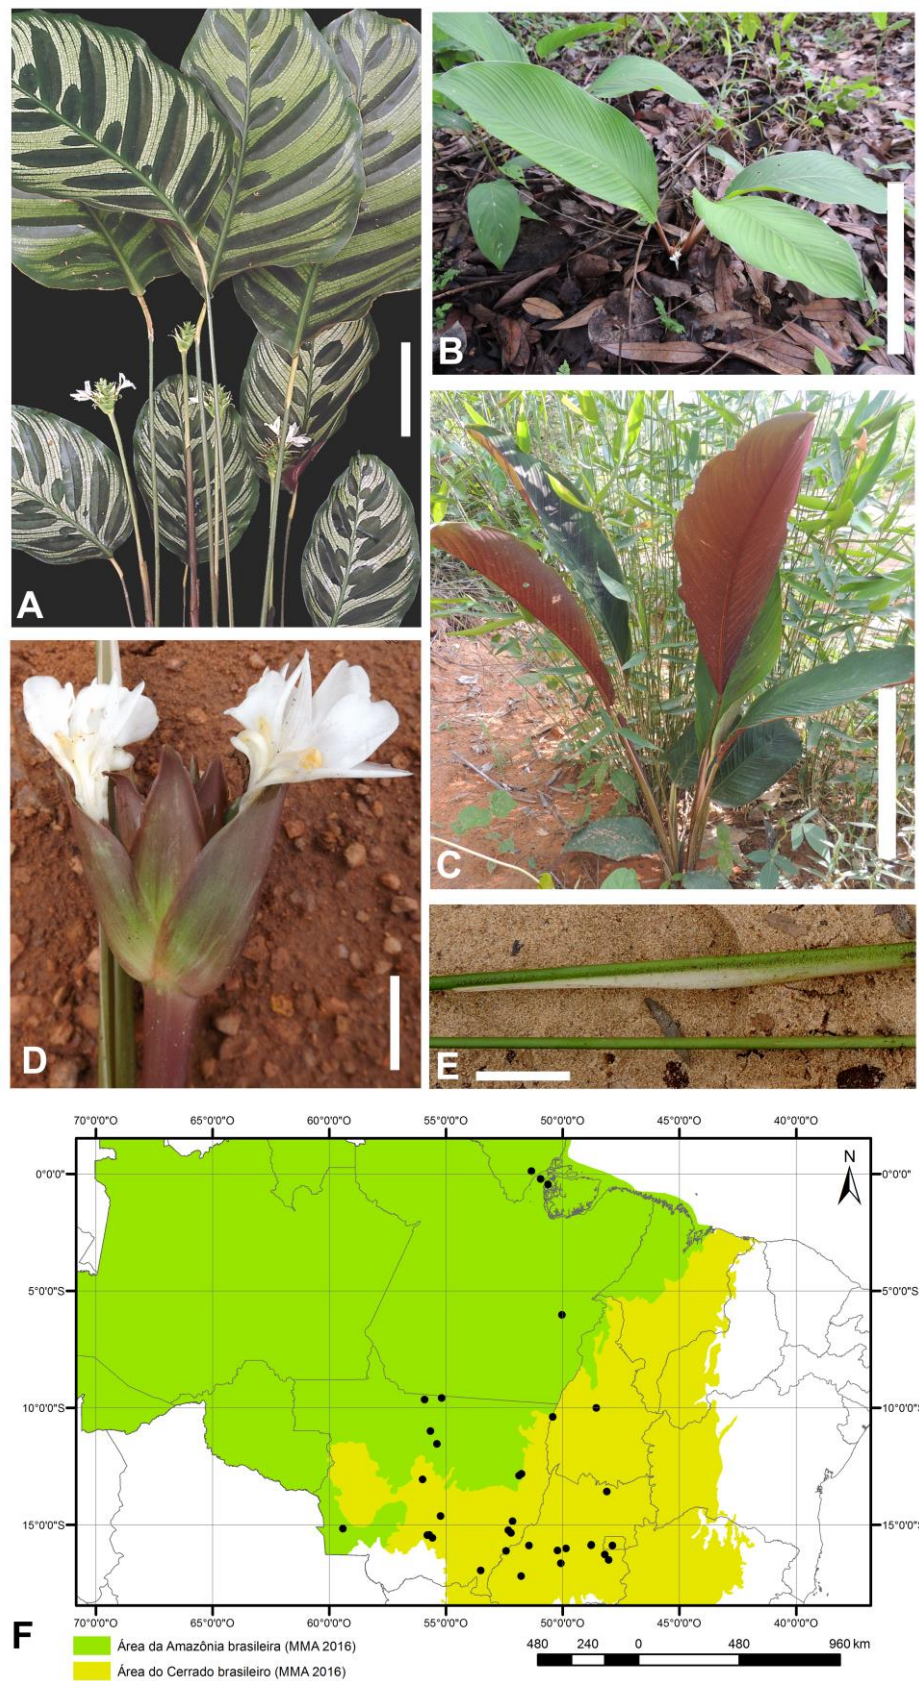 A
B
C
D
E
70°0'0"O 65°0'0"O 60°0'0"O 55°0'0"O 50°0'0"O 45°0'0"O 40°0'0"O
N
0°0'0" 0°0'0"
5°0'0"S 5°0'0"S
10°0'0"S 10°0'0"S
15°0'0"S 15°0'0"S
70°0'0"O 65°0'0"O 60°0'0"O 55°0'0"O 50°0'0"O 45°0'0"O 40°0'0"O
F
Área da Amazônia brasileira (MMA 2016)
Área do Cerrado brasileiro (MMA 2016)
480 240 0 480 960 km